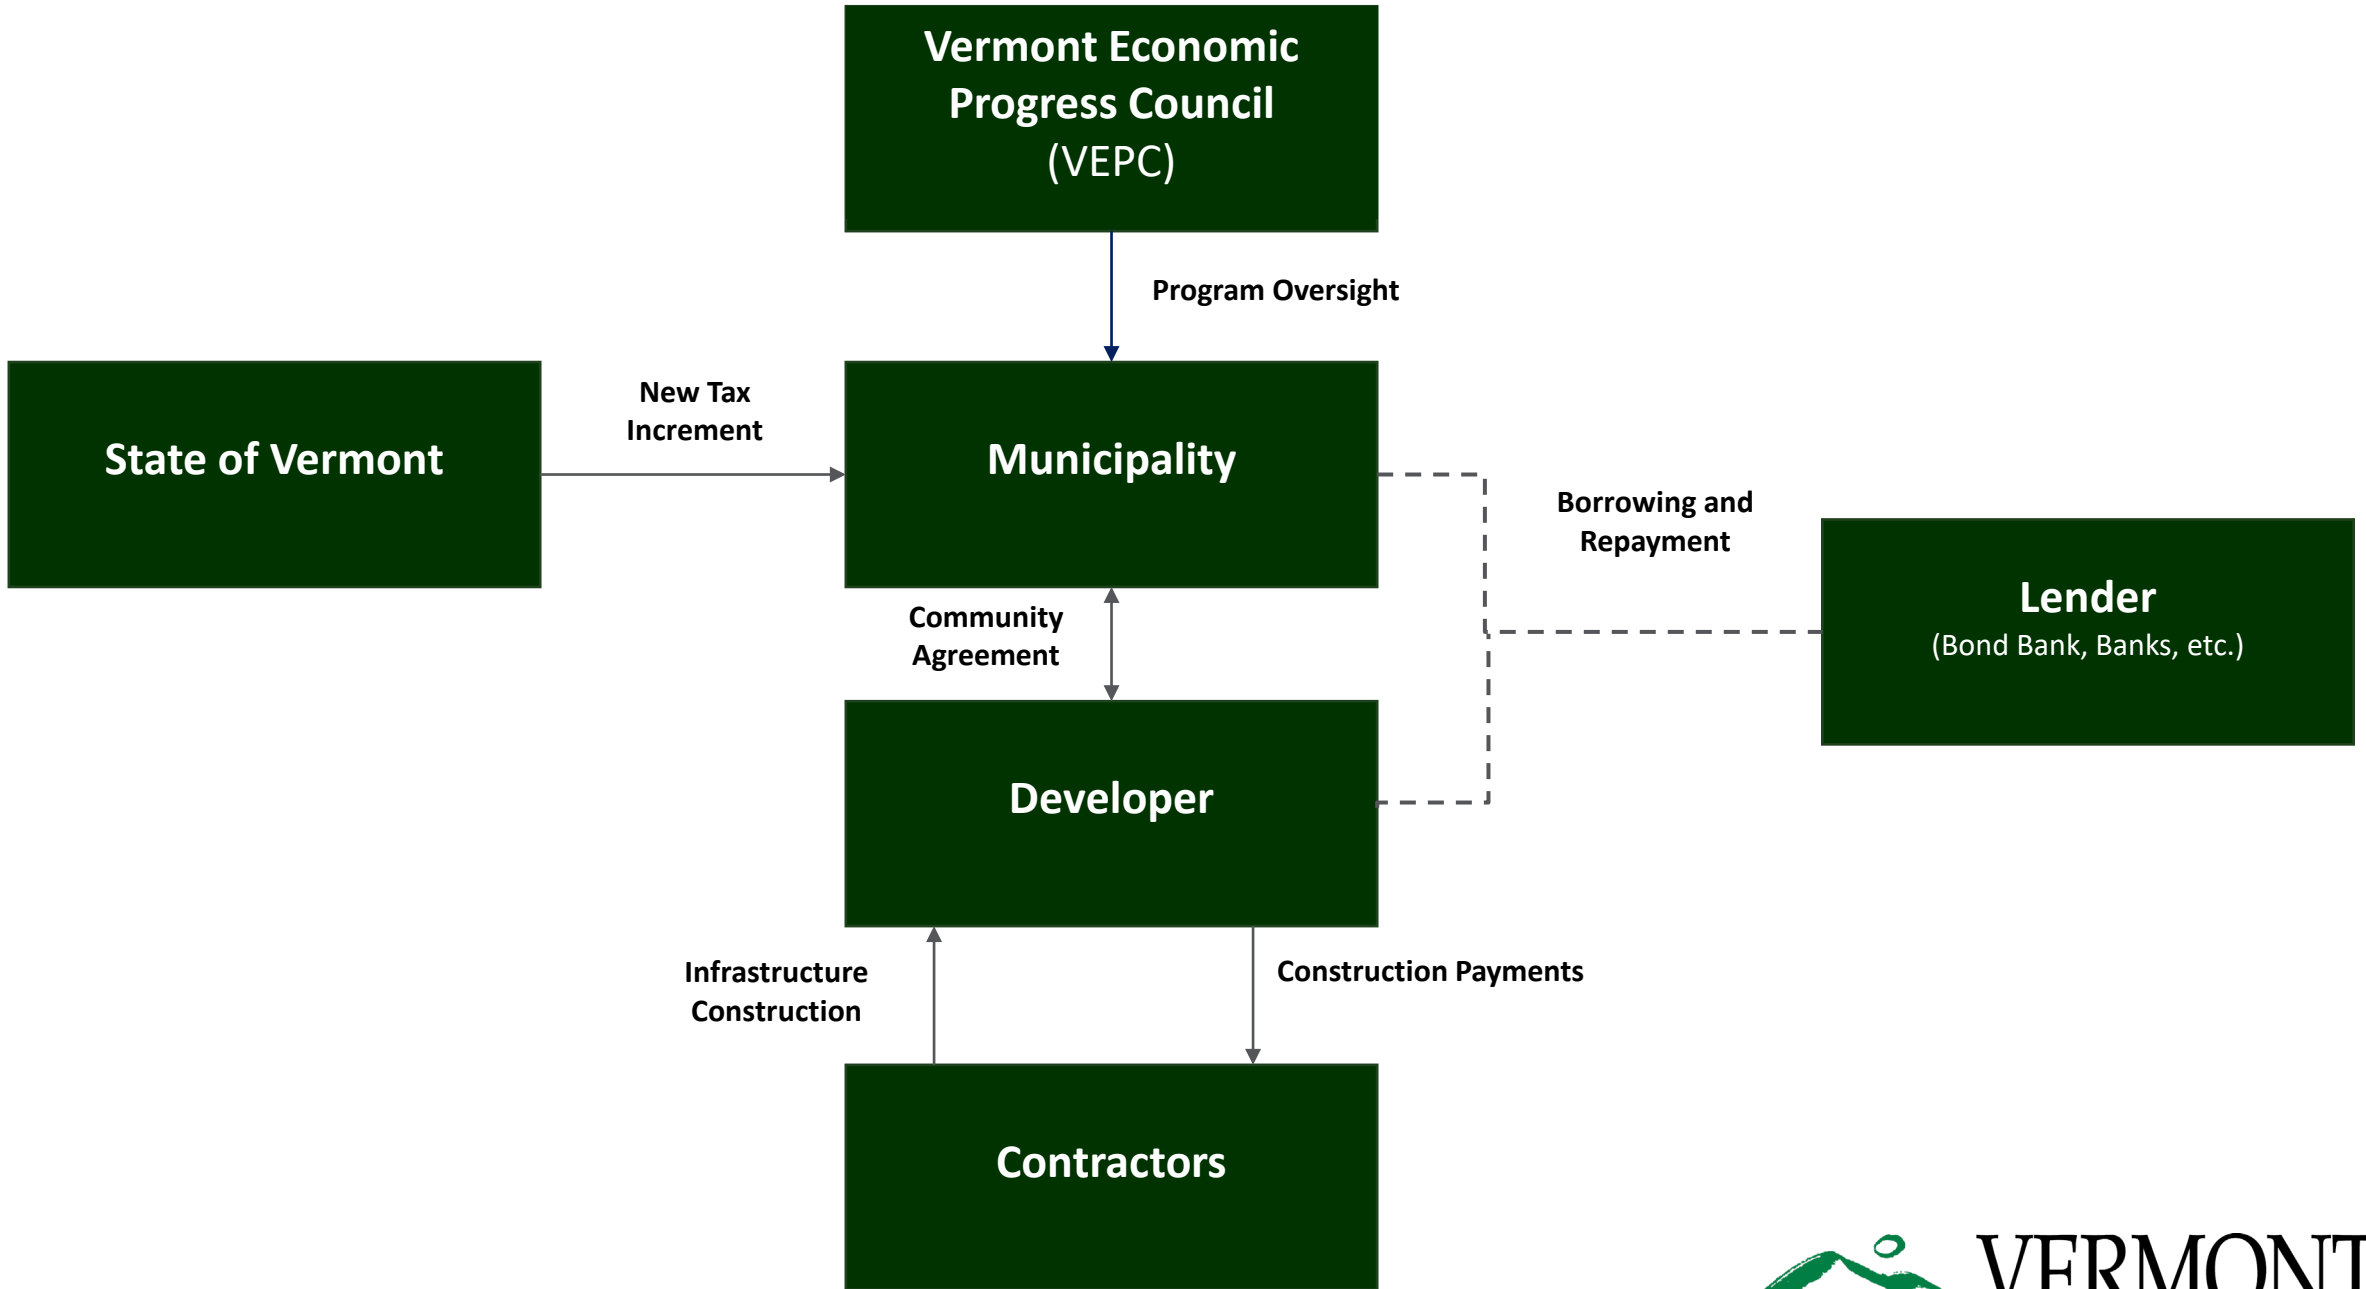 Vermont Economic
Progress Council
(VEPC)
Program Oversight
New Tax
Increment
State of Vermont
Municipality
Borrowing and
Repayment
Lender
(Bond Bank, Banks, etc.)
Community
Agreement
Developer
Infrastructure
Construction
Construction Payments
Contractors
VERMONT